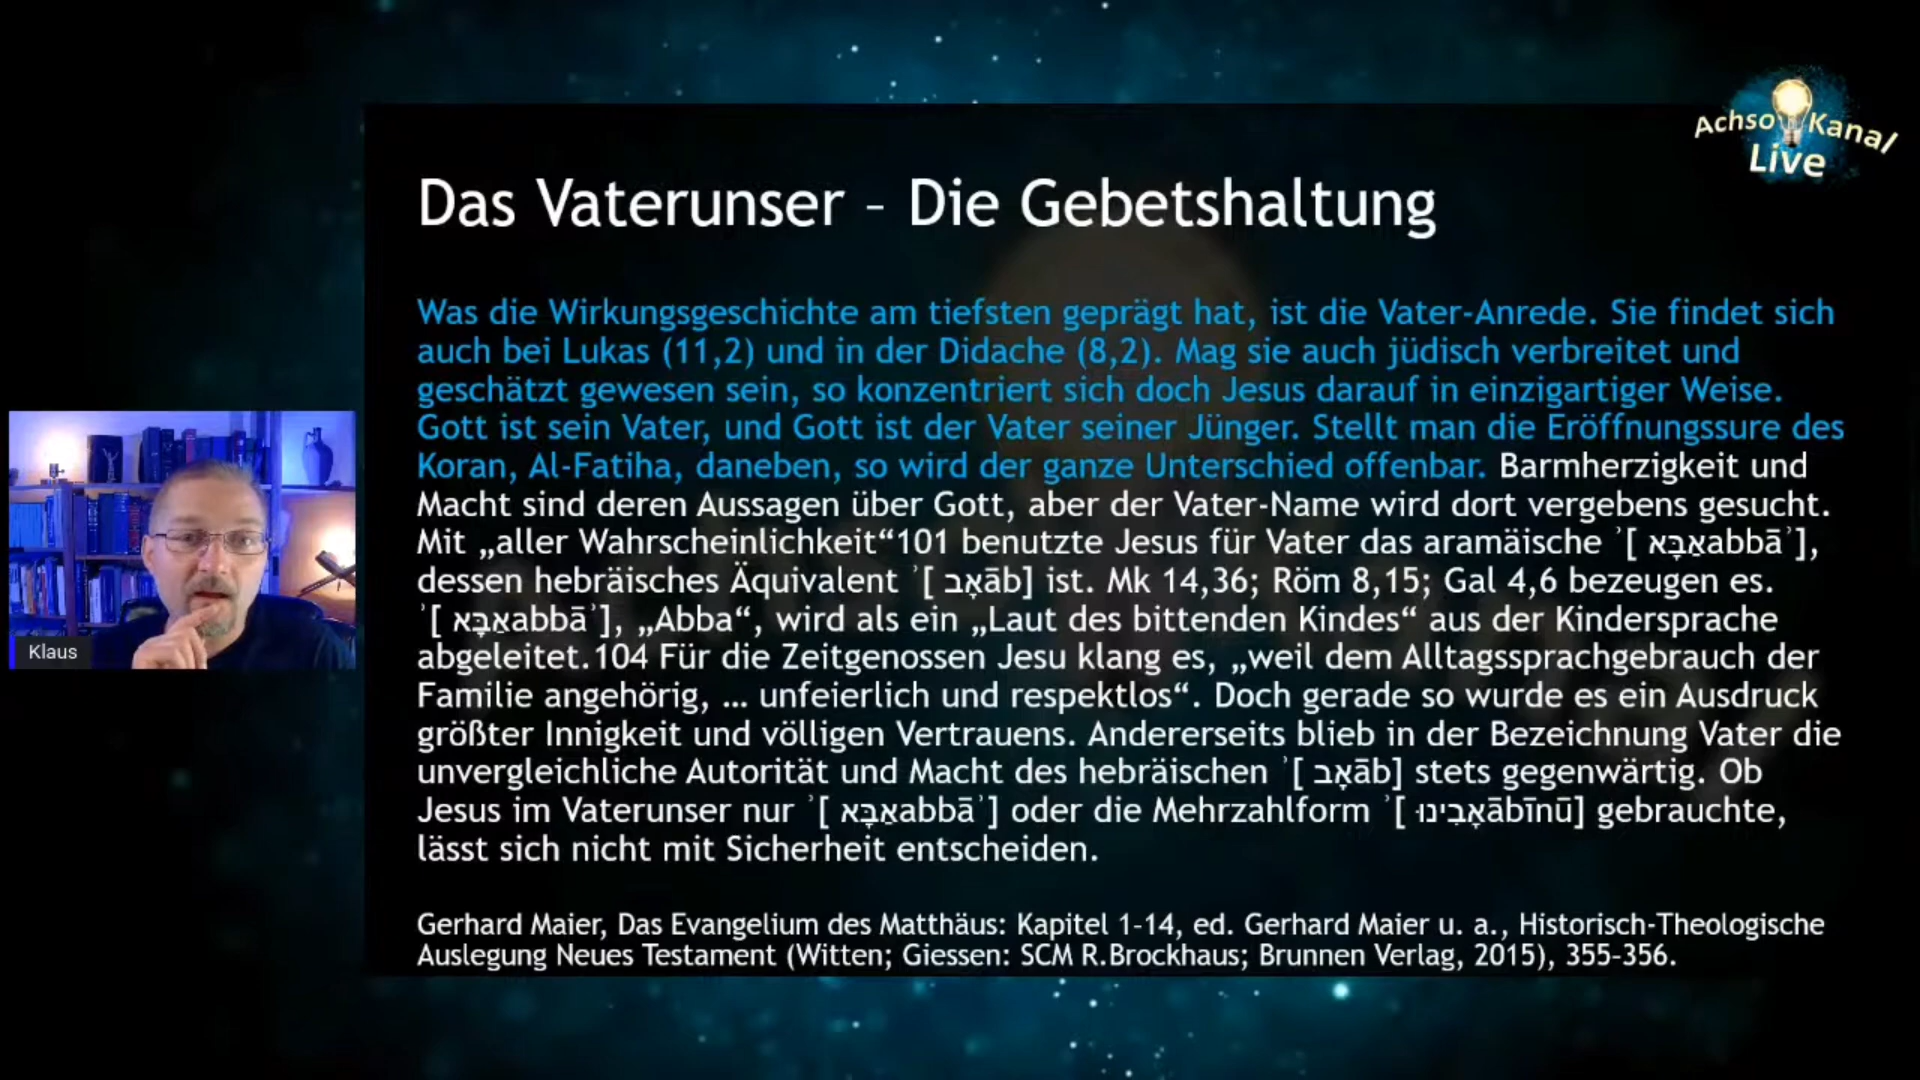 Achso Kanal
Live
Das Vaterunser – Die Gebetshaltung
Was die Wirkungsgeschichte am tiefsten geprägt hat, ist die Vater-Anrede. Sie findet sich
auch bei Lukas (11,2) und in der Didache (8,2). Mag sie auch jüdisch verbreitet und
geschätzt gewesen sein, so konzentriert sich doch Jesus darauf in einzigartiger Weise.
Gott ist sein Vater, und Gott ist der Vater seiner Jünger. Stellt man die Eröffnungssure des
Koran, Al-Fatiha, daneben, so wird der ganze Unterschied offenbar. Barmherzigkeit und
Macht sind deren Aussagen über Gott, aber der Vater-Name wird dort vergebens gesucht.
Mit „aller Wahrscheinlichkeit“101 benutzte Jesus für Vater das aramäische ʾ[ אַבָּאabbāʾ],
dessen hebräisches Äquivalent ʾ[ אָבāb] ist. Mk 14,36; Röm 8,15; Gal 4,6 bezeugen es.
ʾ[ אַבָּאabbāʾ], „Abba“, wird als ein „Laut des bittenden Kindes“ aus der Kindersprache
abgeleitet.104 Für die Zeitgenossen Jesu klang es, „weil dem Alltagssprachgebrauch der
Familie angehörig, … unfeierlich und respektlos“. Doch gerade so wurde es ein Ausdruck
größter Innigkeit und völligen Vertrauens. Andererseits blieb in der Bezeichnung Vater die
unvergleichliche Autorität und Macht des hebräischen ʾ[ אָבāb] stets gegenwärtig. Ob
Jesus im Vaterunser nur ʾ[ אַבָּאabbāʾ] oder die Mehrzahlform ʾ[ אָבִינוּābīnū] gebrauchte,
lässt sich nicht mit Sicherheit entscheiden.
Gerhard Maier, Das Evangelium des Matthäus: Kapitel 1–14, ed. Gerhard Maier u. a., Historisch-Theologische
Auslegung Neues Testament (Witten; Giessen: SCM R.Brockhaus; Brunnen Verlag, 2015), 355–356.
Klaus